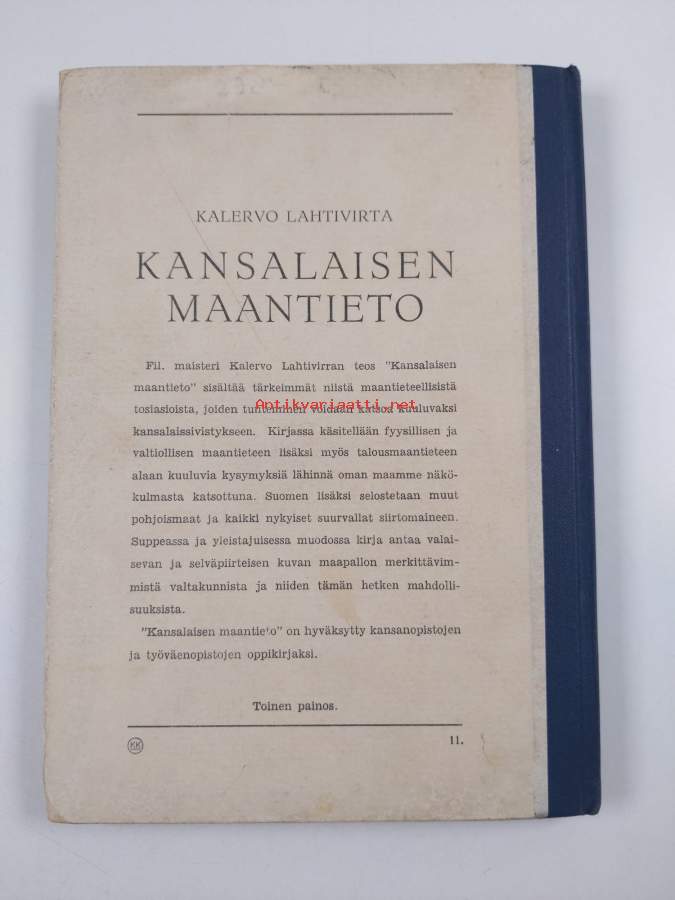 KALERVO LAHTIVIRTA
KANSALAISEN
MAANTIETO
Fil. maisteri Kalervo Lahtivirran teos "Kansalaisen
maantieto" sisältää tärkeimmät niistä maantieteellisistä
Antikvariaatti.net
tosiasioista, joiden tunteminen voidaan katsoa kuuluvaksi
kansalaissivistykseen. Kirjassa käsitellään fyysillisen ja
valtiollisen maantieteen lisäksi myös talousmaantieteen
alaan kuuluvia kysymyksiä lähinnä oman maamme näkö-
kulmasta katsottuna. Suomen lisäksi selostetaan muut
pohjoismaat ja kaikki nykyiset suurvallat siirtomaineen.
Suppeassa ja yleistajuisessa muodossa kirja antaa valai-
sevan ja selväpiirteisen kuvan maapallon merkittävim-
mistä valtakunnista ja niiden tämän hetken mahdolli-
suuksista.
"Kansalaisen maantieto" on hyväksytty kansanopistojen
ja työväenopistojen oppikirjaksi.
Toinen painos.
KK
11.